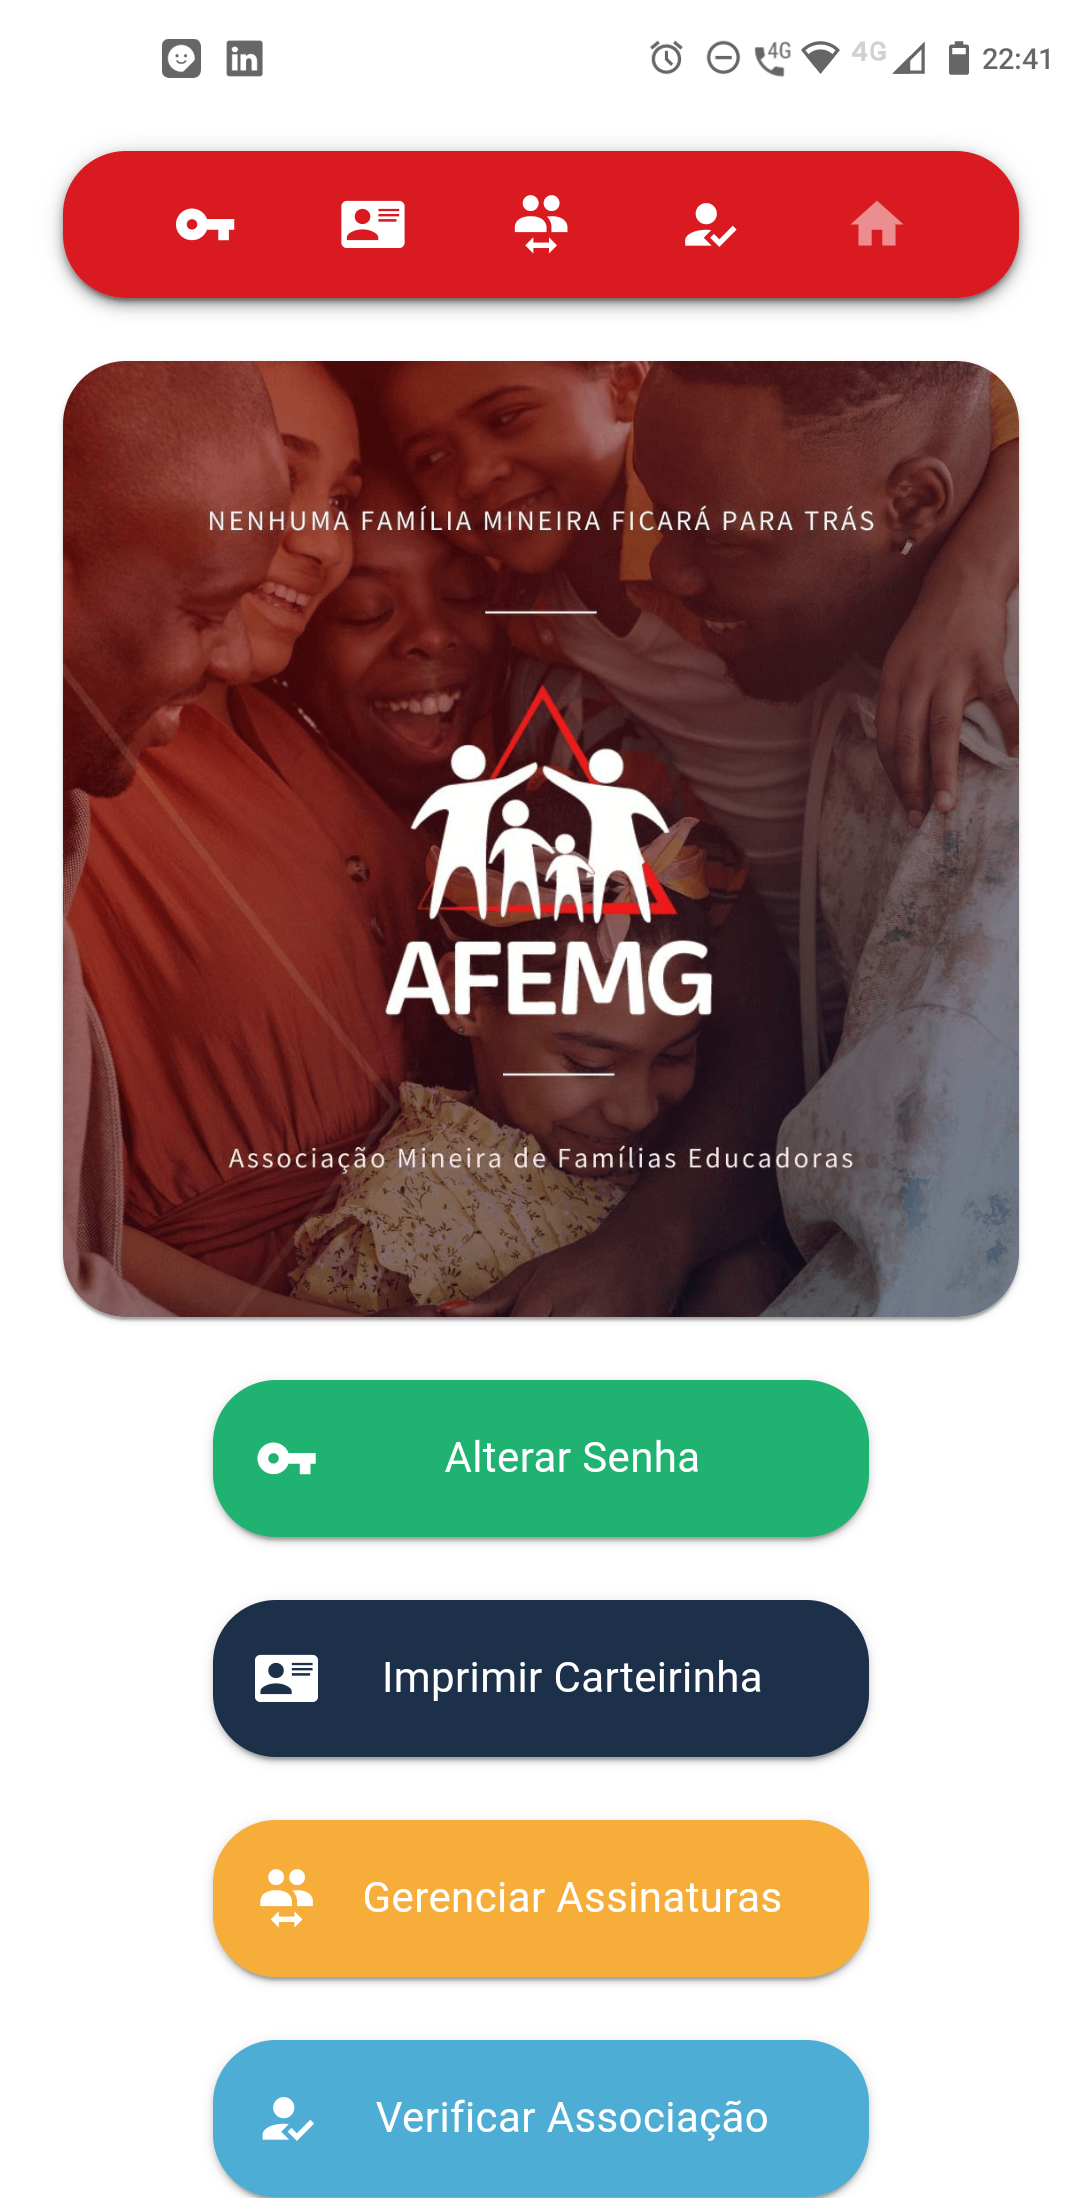 4G
4G
22:41
NENHUMA FAMÍLIA MINEIRA FICARÁ PARA TRÁS
AFEMG
Associação Mineira de Famílias Educadoras
Alterar Senha
Imprimir Carteirinha
Gerenciar Assinaturas
Verificar Associação